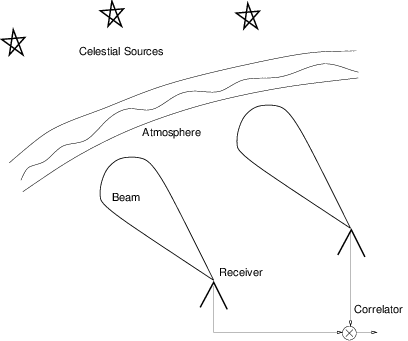 Celestial Sources
Atmosphere
Beam
Receiver
Correlator